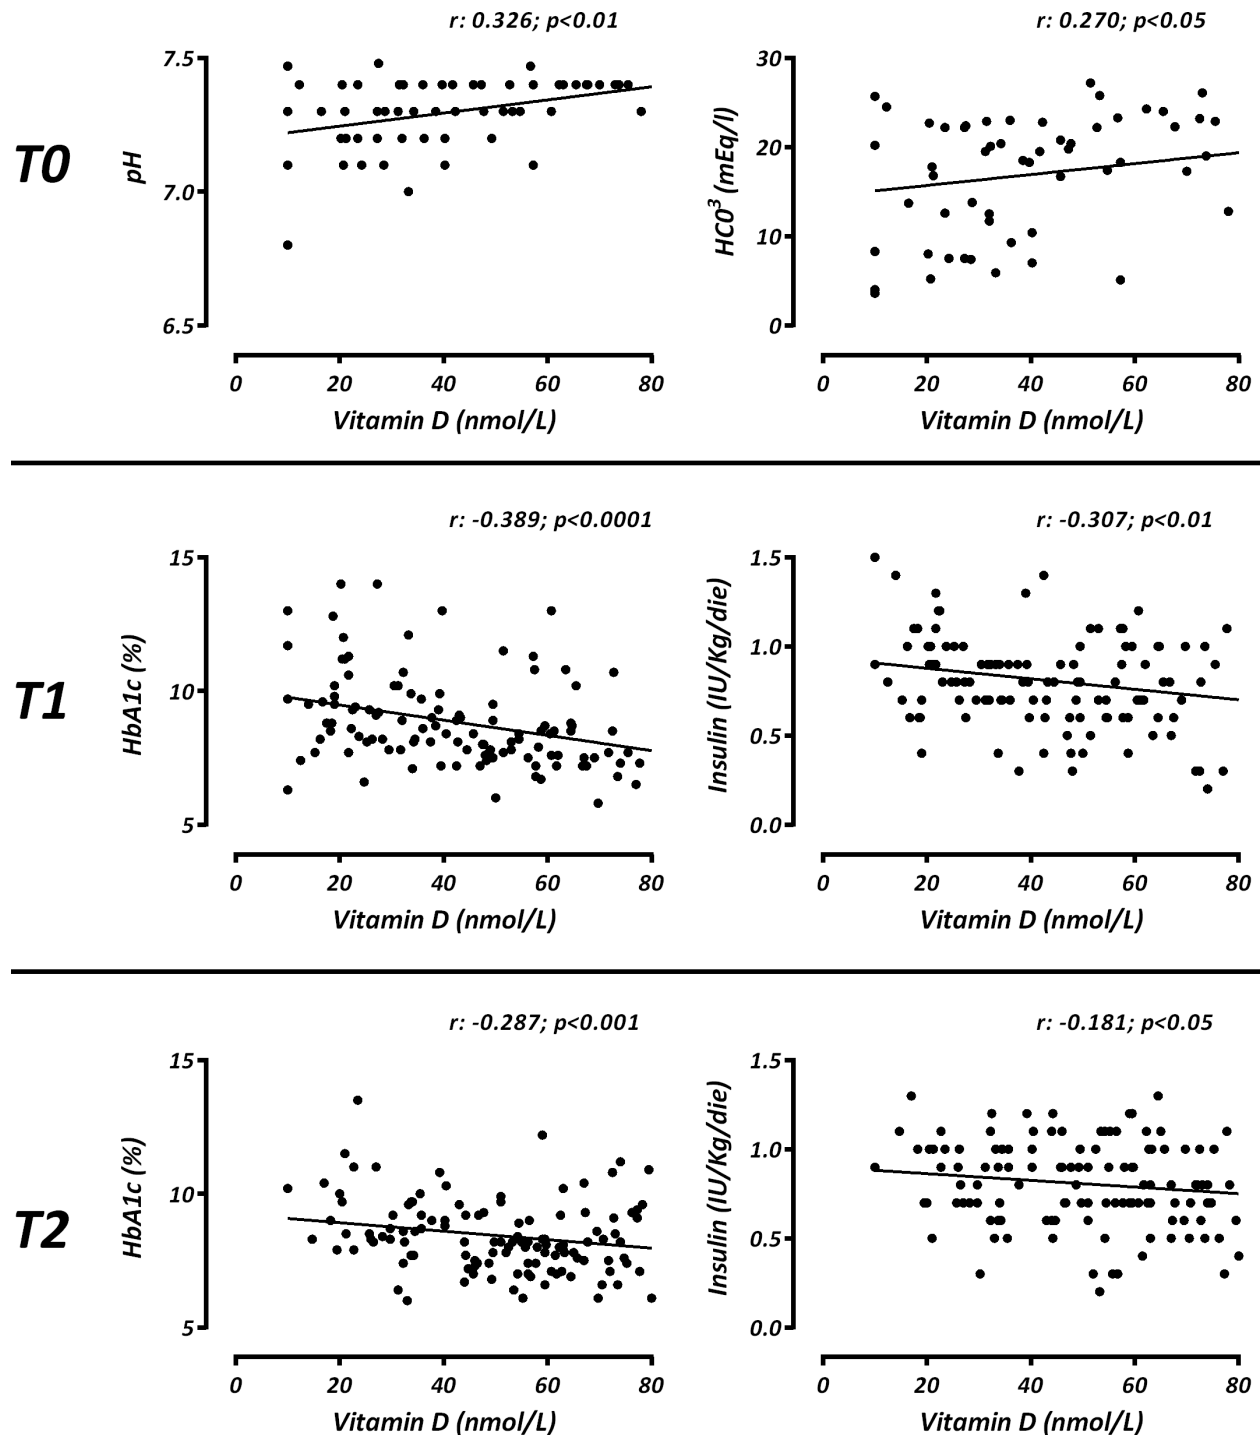 r: 0.326; p<0.01
r: 0.270; p<0.05
T0
pH
7.5
7.0
6.5
0 20 40 60 80
Vitamin D (nmol/L)
HC0³ (mEq/l)
30
20
10
0
0 20 40 60 80
Vitamin D (nmol/L)
r: -0.389; p<0.0001
r: -0.307; p<0.01
T1
HbA1c (%)
15
10
5
0 20 40 60 80
Vitamin D (nmol/L)
Insulin (IU/Kg/die)
1.5
1.0
0.5
0.0
0 20 40 60 80
Vitamin D (nmol/L)
r: -0.287; p<0.001
r: -0.181; p<0.05
T2
HbA1c (%)
15
10
5
0 20 40 60 80
Vitamin D (nmol/L)
Insulin (IU/Kg/die)
1.5
1.0
0.5
0.0
0 20 40 60 80
Vitamin D (nmol/L)